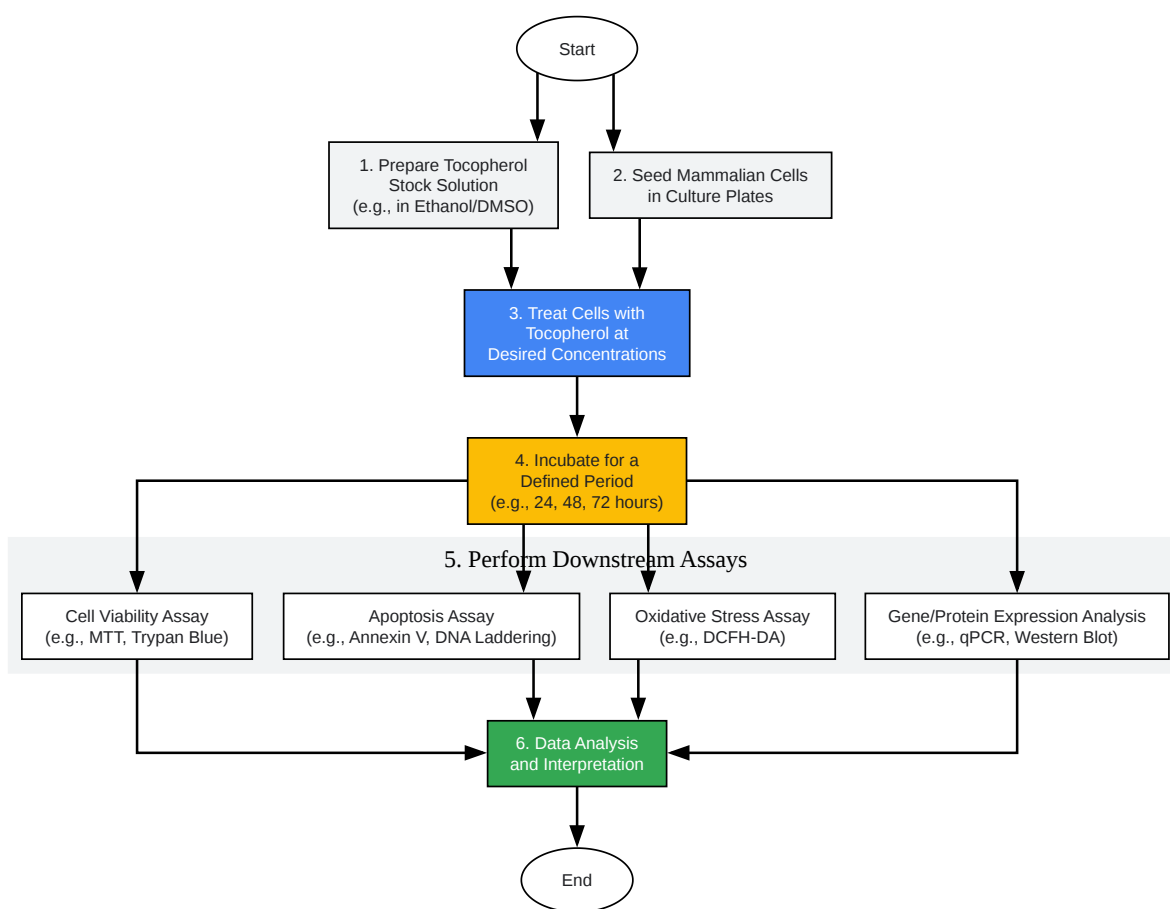 Start
1. Prepare Tocopherol
Stock Solution
(e.g., in Ethanol/DMSO)
2. Seed Mammalian Cells
in Culture Plates
3. Treat Cells with
Tocopherol at
Desired Concentrations
4. Incubate for a
Defined Period
(e.g., 24, 48, 72 hours)
5. Perform Downstream Assays
Cell Viability Assay
(e.g., MTT, Trypan Blue)
Apoptosis Assay
(e.g., Annexin V, DNA Laddering)
Oxidative Stress Assay
(e.g., DCFH-DA)
Gene/Protein Expression Analysis
(e.g., qPCR, Western Blot)
6. Data Analysis
and Interpretation
End